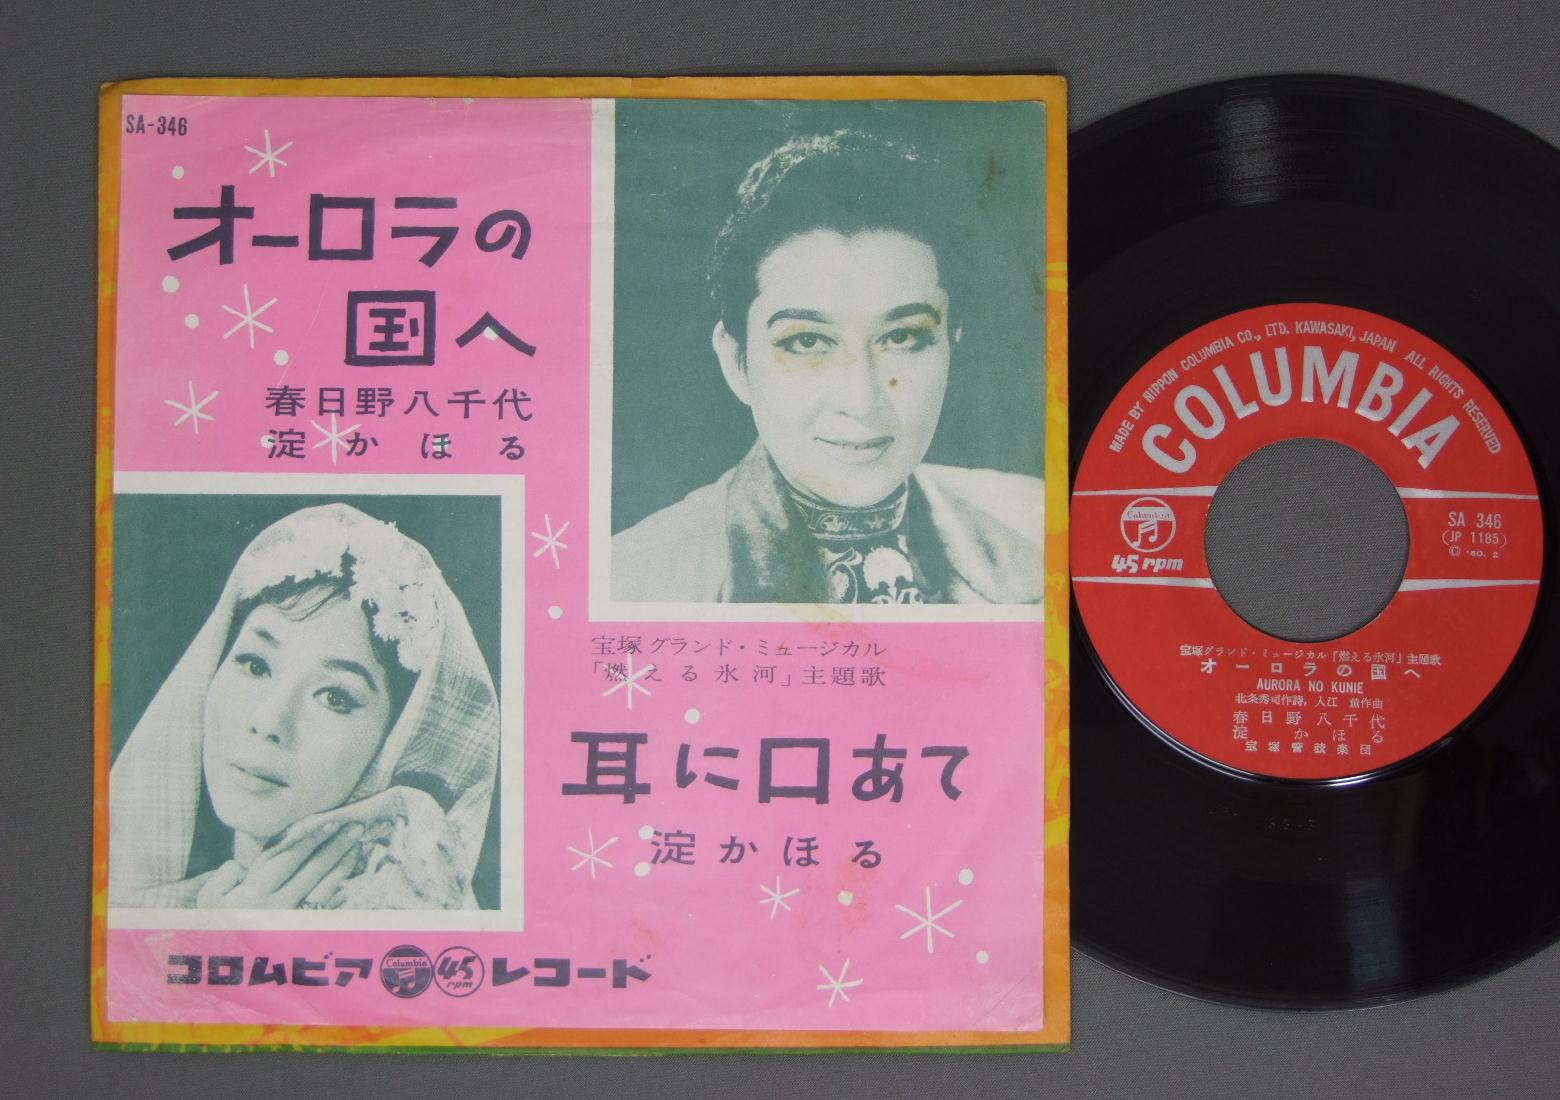 SA-346
オーロラの
国へ
春日野八千代
淀かほる
宝塚グランド・ミュージカル
「燃える氷河」主題歌
耳に口あて
淀かほる
コロムビア Columbia 45 rpm レコード
MADE BY NIPPON COLUMBIA CO., LTD. KAWASAKI, JAPAN ALL RIGHTS RESERVED
COLUMBIA
Columbia
45 rpm
SA 346
(JP 1185)
© '60. 2
宝塚グランド・ミュージカル「燃える氷河」主題歌
オーロラの国へ
AURORA NO KUNIE
北条秀司作詩, 入江 薫作曲
春日野八千代
淀かほる
宝塚管弦楽団